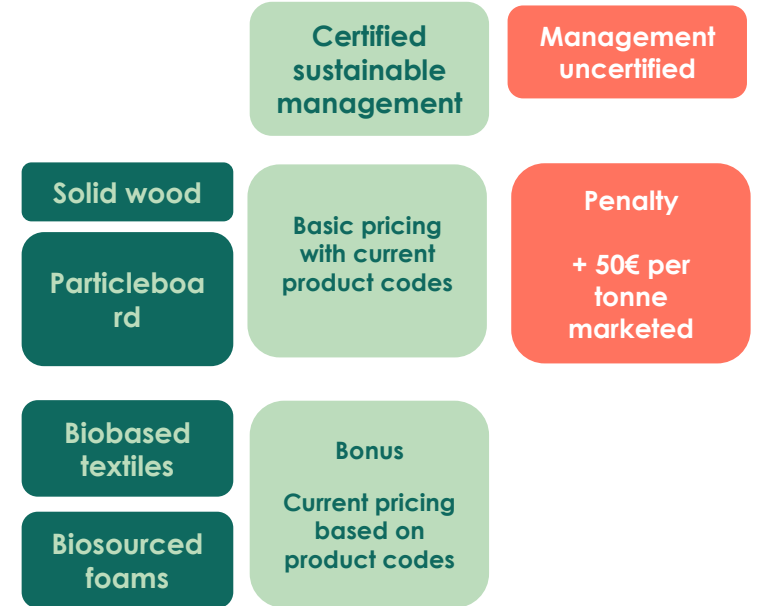 Certified
sustainable
management
Management
uncertified
Solid wood
Particleboa
rd
Basic pricing
with current
product codes
Penalty
+ 50€ per
tonne
marketed
Biobased
textiles
Biosourced
foams
Bonus
Current pricing
based on
product codes